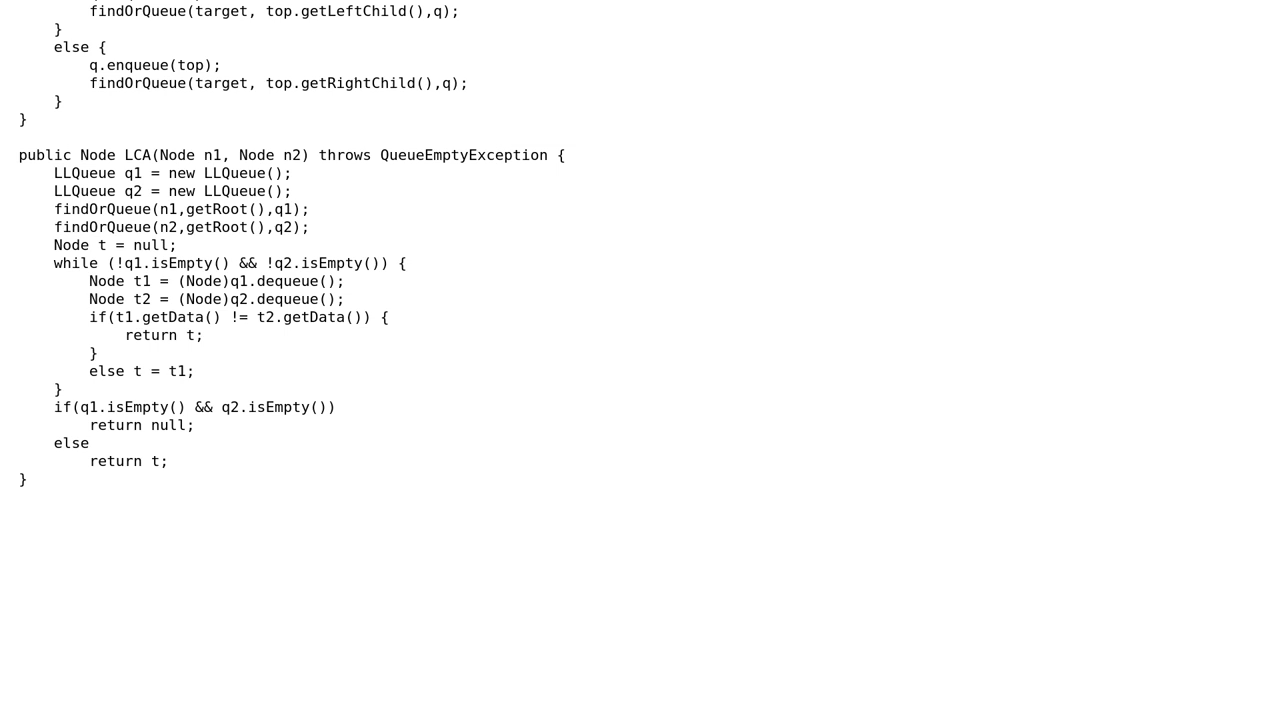 findOrQueue(target, top.getLeftChild(),q);
    }
    else {
        q.enqueue(top);
        findOrQueue(target, top.getRightChild(),q);
    }
}

public Node LCA(Node n1, Node n2) throws QueueEmptyException {
    LLQueue q1 = new LLQueue();
    LLQueue q2 = new LLQueue();
    findOrQueue(n1,getRoot(),q1);
    findOrQueue(n2,getRoot(),q2);
    Node t = null;
    while (!q1.isEmpty() && !q2.isEmpty()) {
        Node t1 = (Node)q1.dequeue();
        Node t2 = (Node)q2.dequeue();
        if(t1.getData() != t2.getData()) {
            return t;
        }
        else t = t1;
    }
    if(q1.isEmpty() && q2.isEmpty())
        return null;
    else
        return t;
}